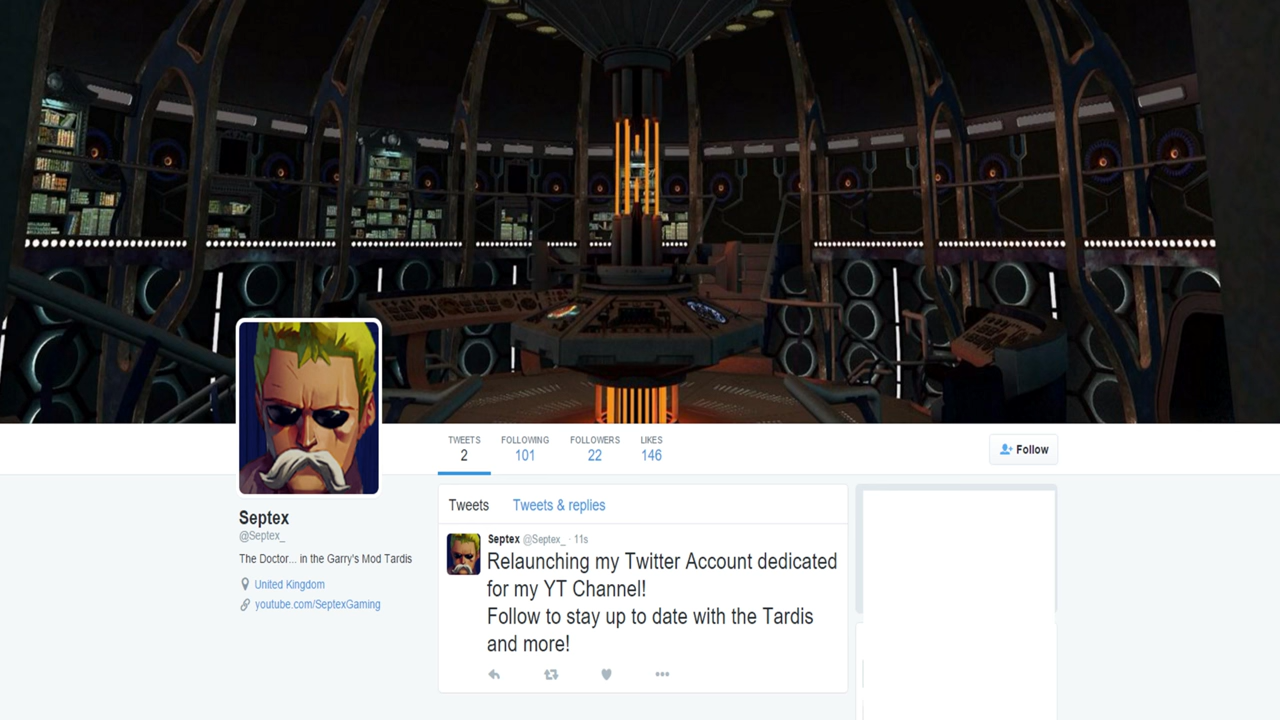 TWEETS FOLLOWING FOLLOWERS LIKES
2 101 22 146
Follow
Septex
@Septex_
The Doctor... in the Garry's Mod Tardis
United Kingdom
youtube.com/SeptexGaming
Tweets Tweets & replies
Septex @Septex_ · 11s
Relaunching my Twitter Account dedicated
for my YT Channel!
Follow to stay up to date with the Tardis
and more!